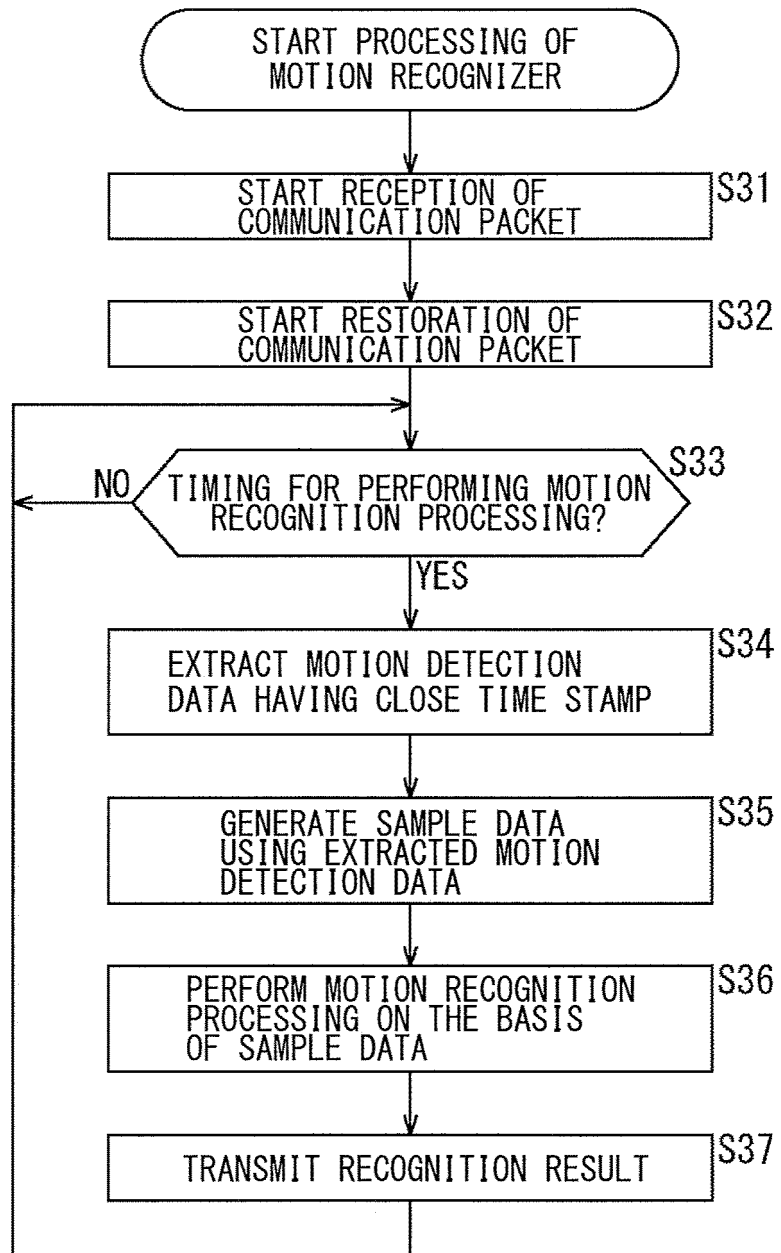 START PROCESSING OF
MOTION RECOGNIZER
START RECEPTION OF
COMMUNICATION PACKET
S31
START RESTORATION OF
COMMUNICATION PACKET
S32
TIMING FOR PERFORMING MOTION
RECOGNITION PROCESSING?
S33
NO
YES
EXTRACT MOTION DETECTION
DATA HAVING CLOSE TIME STAMP
S34
GENERATE SAMPLE DATA
USING EXTRACTED MOTION
DETECTION DATA
S35
PERFORM MOTION RECOGNITION
PROCESSING ON THE BASIS
OF SAMPLE DATA
S36
TRANSMIT RECOGNITION RESULT
S37